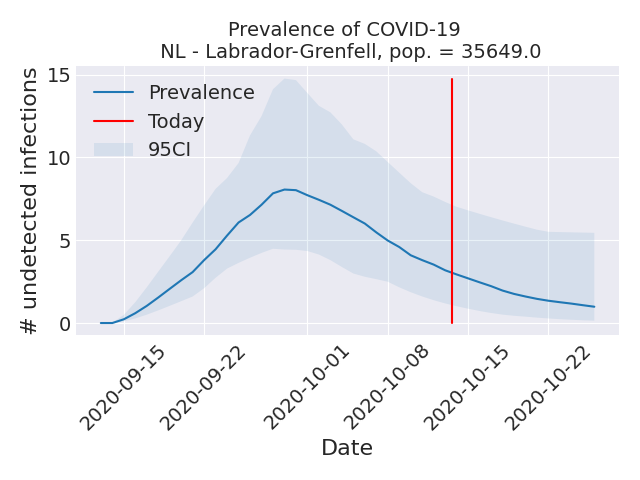 Prevalence of COVID-19
NL - Labrador-Grenfell, pop. = 35649.0
# undetected infections
15
10
5
0
Prevalence
Today
95CI
2020-09-15
2020-09-22
2020-10-01
2020-10-08
2020-10-15
2020-10-22
Date